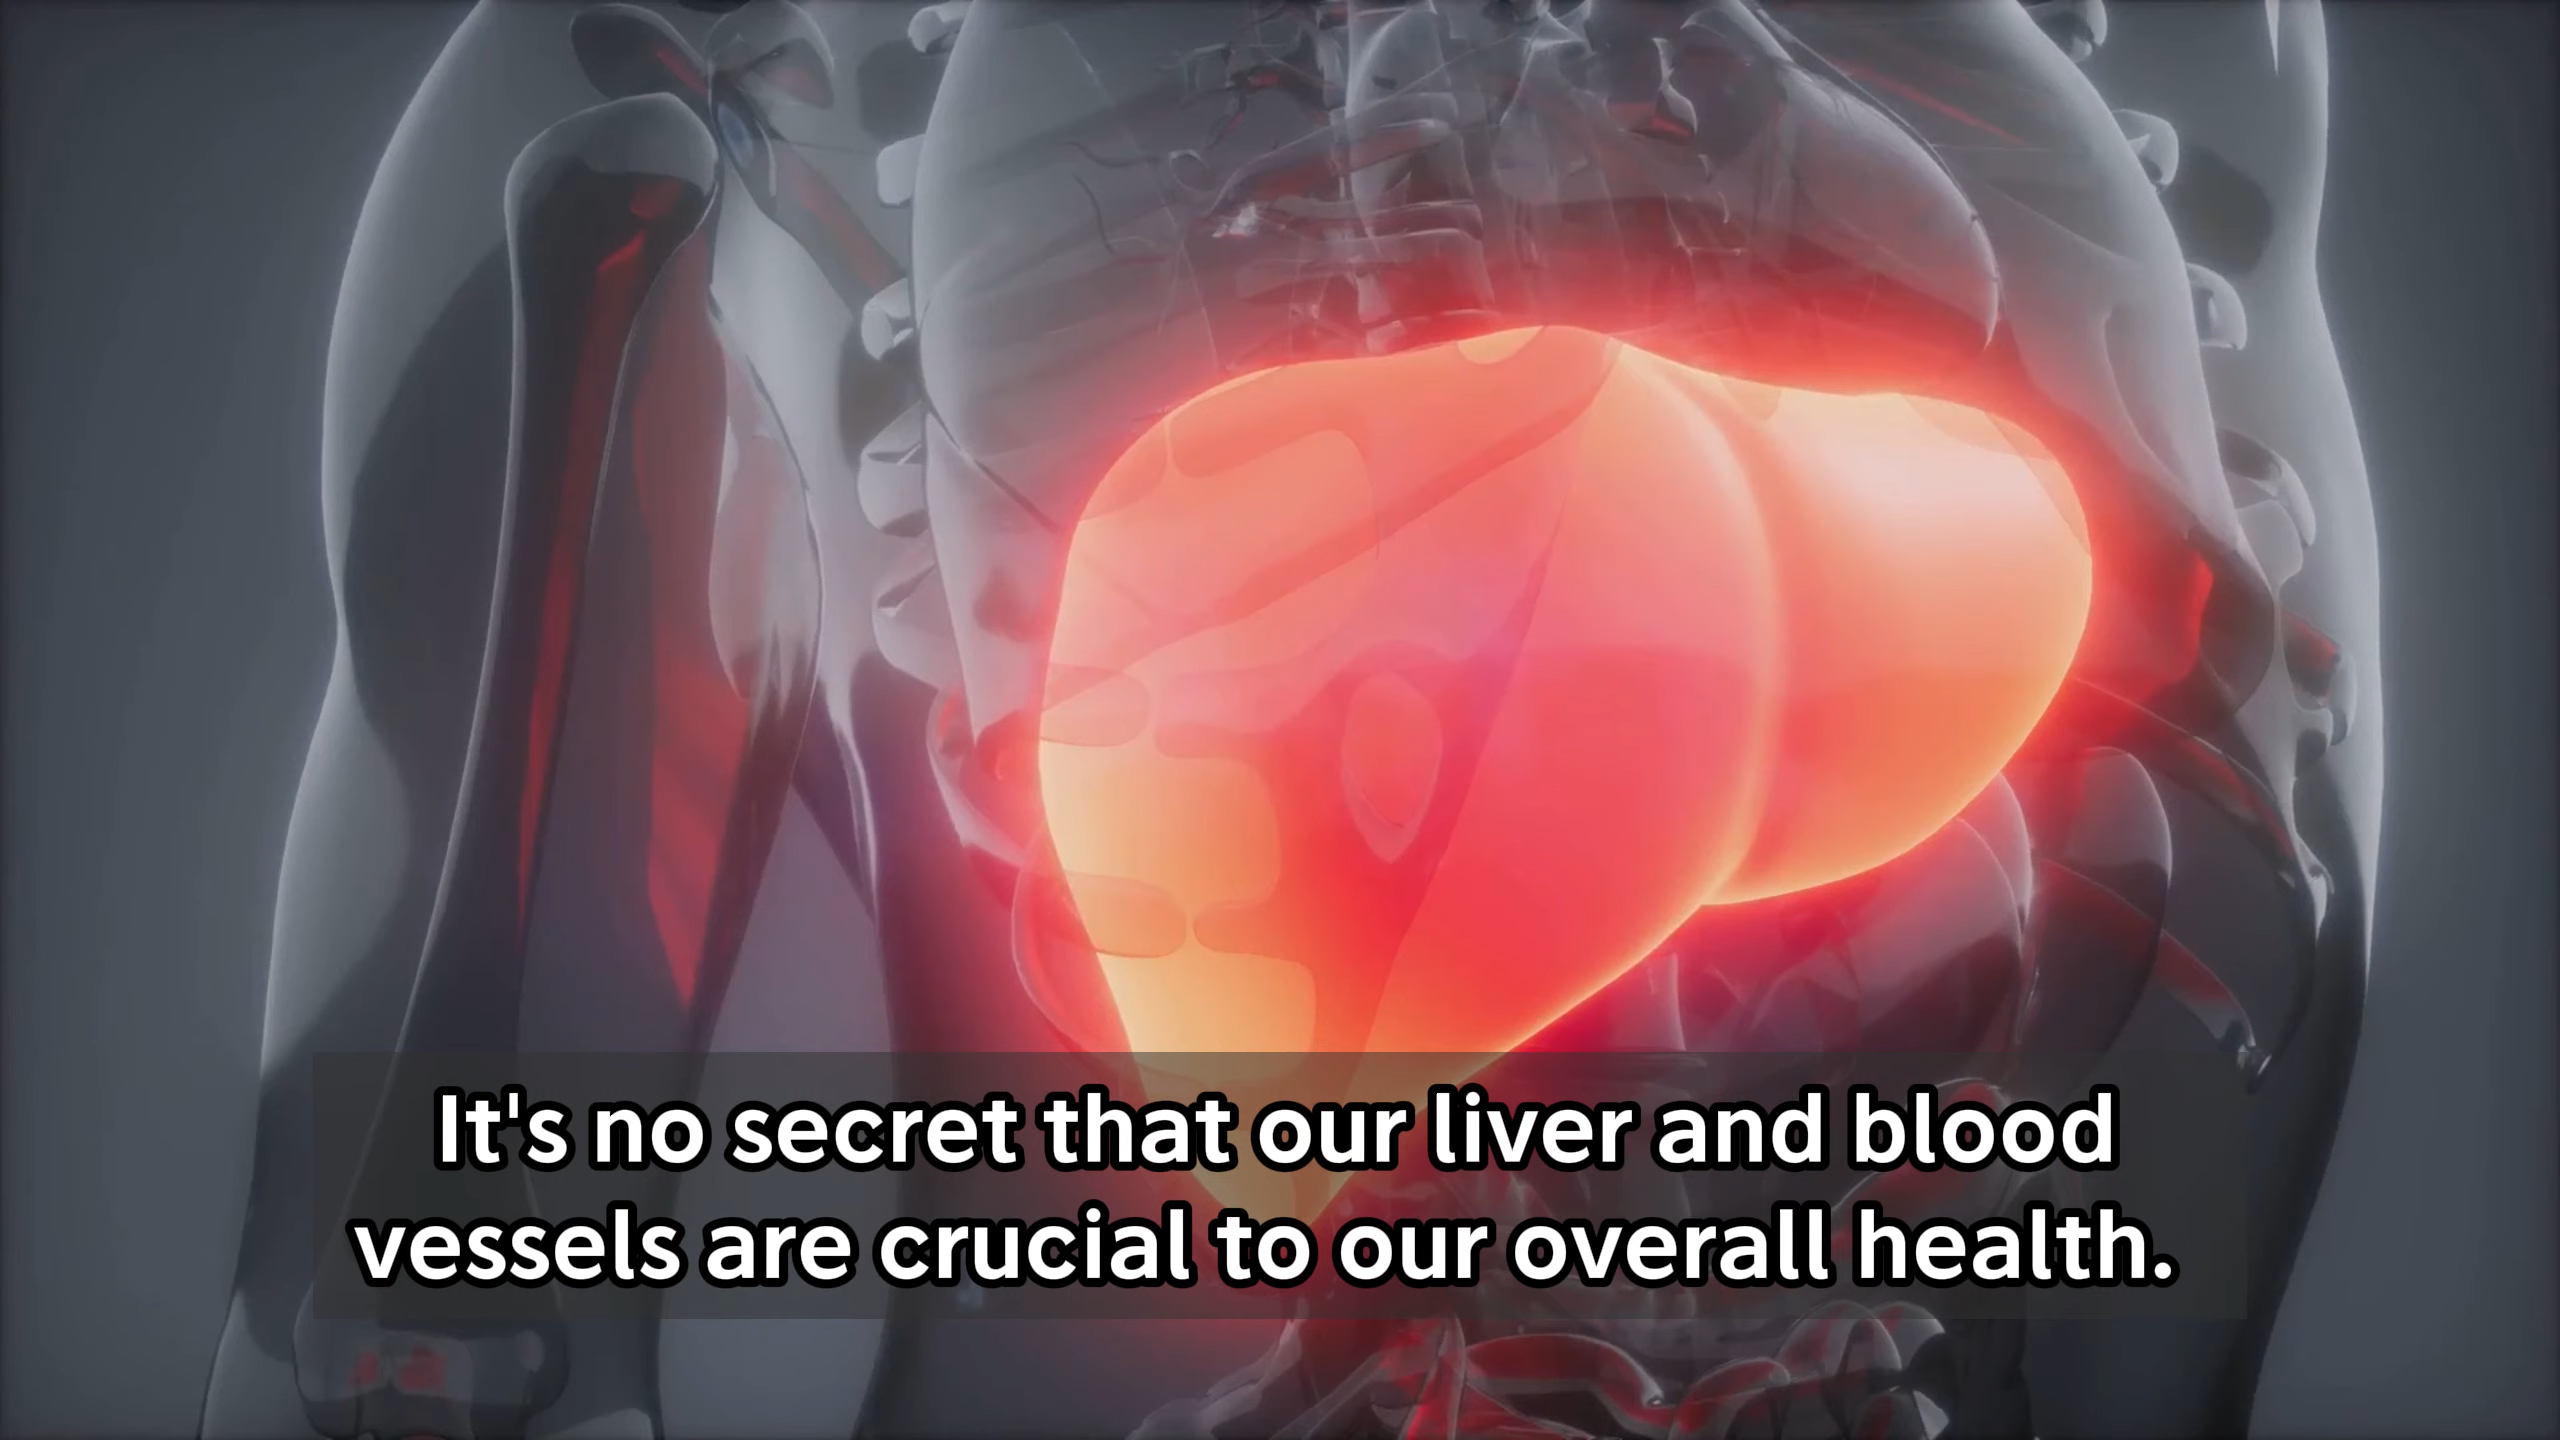 It's no secret that our liver and blood
vessels are crucial to our overall health.